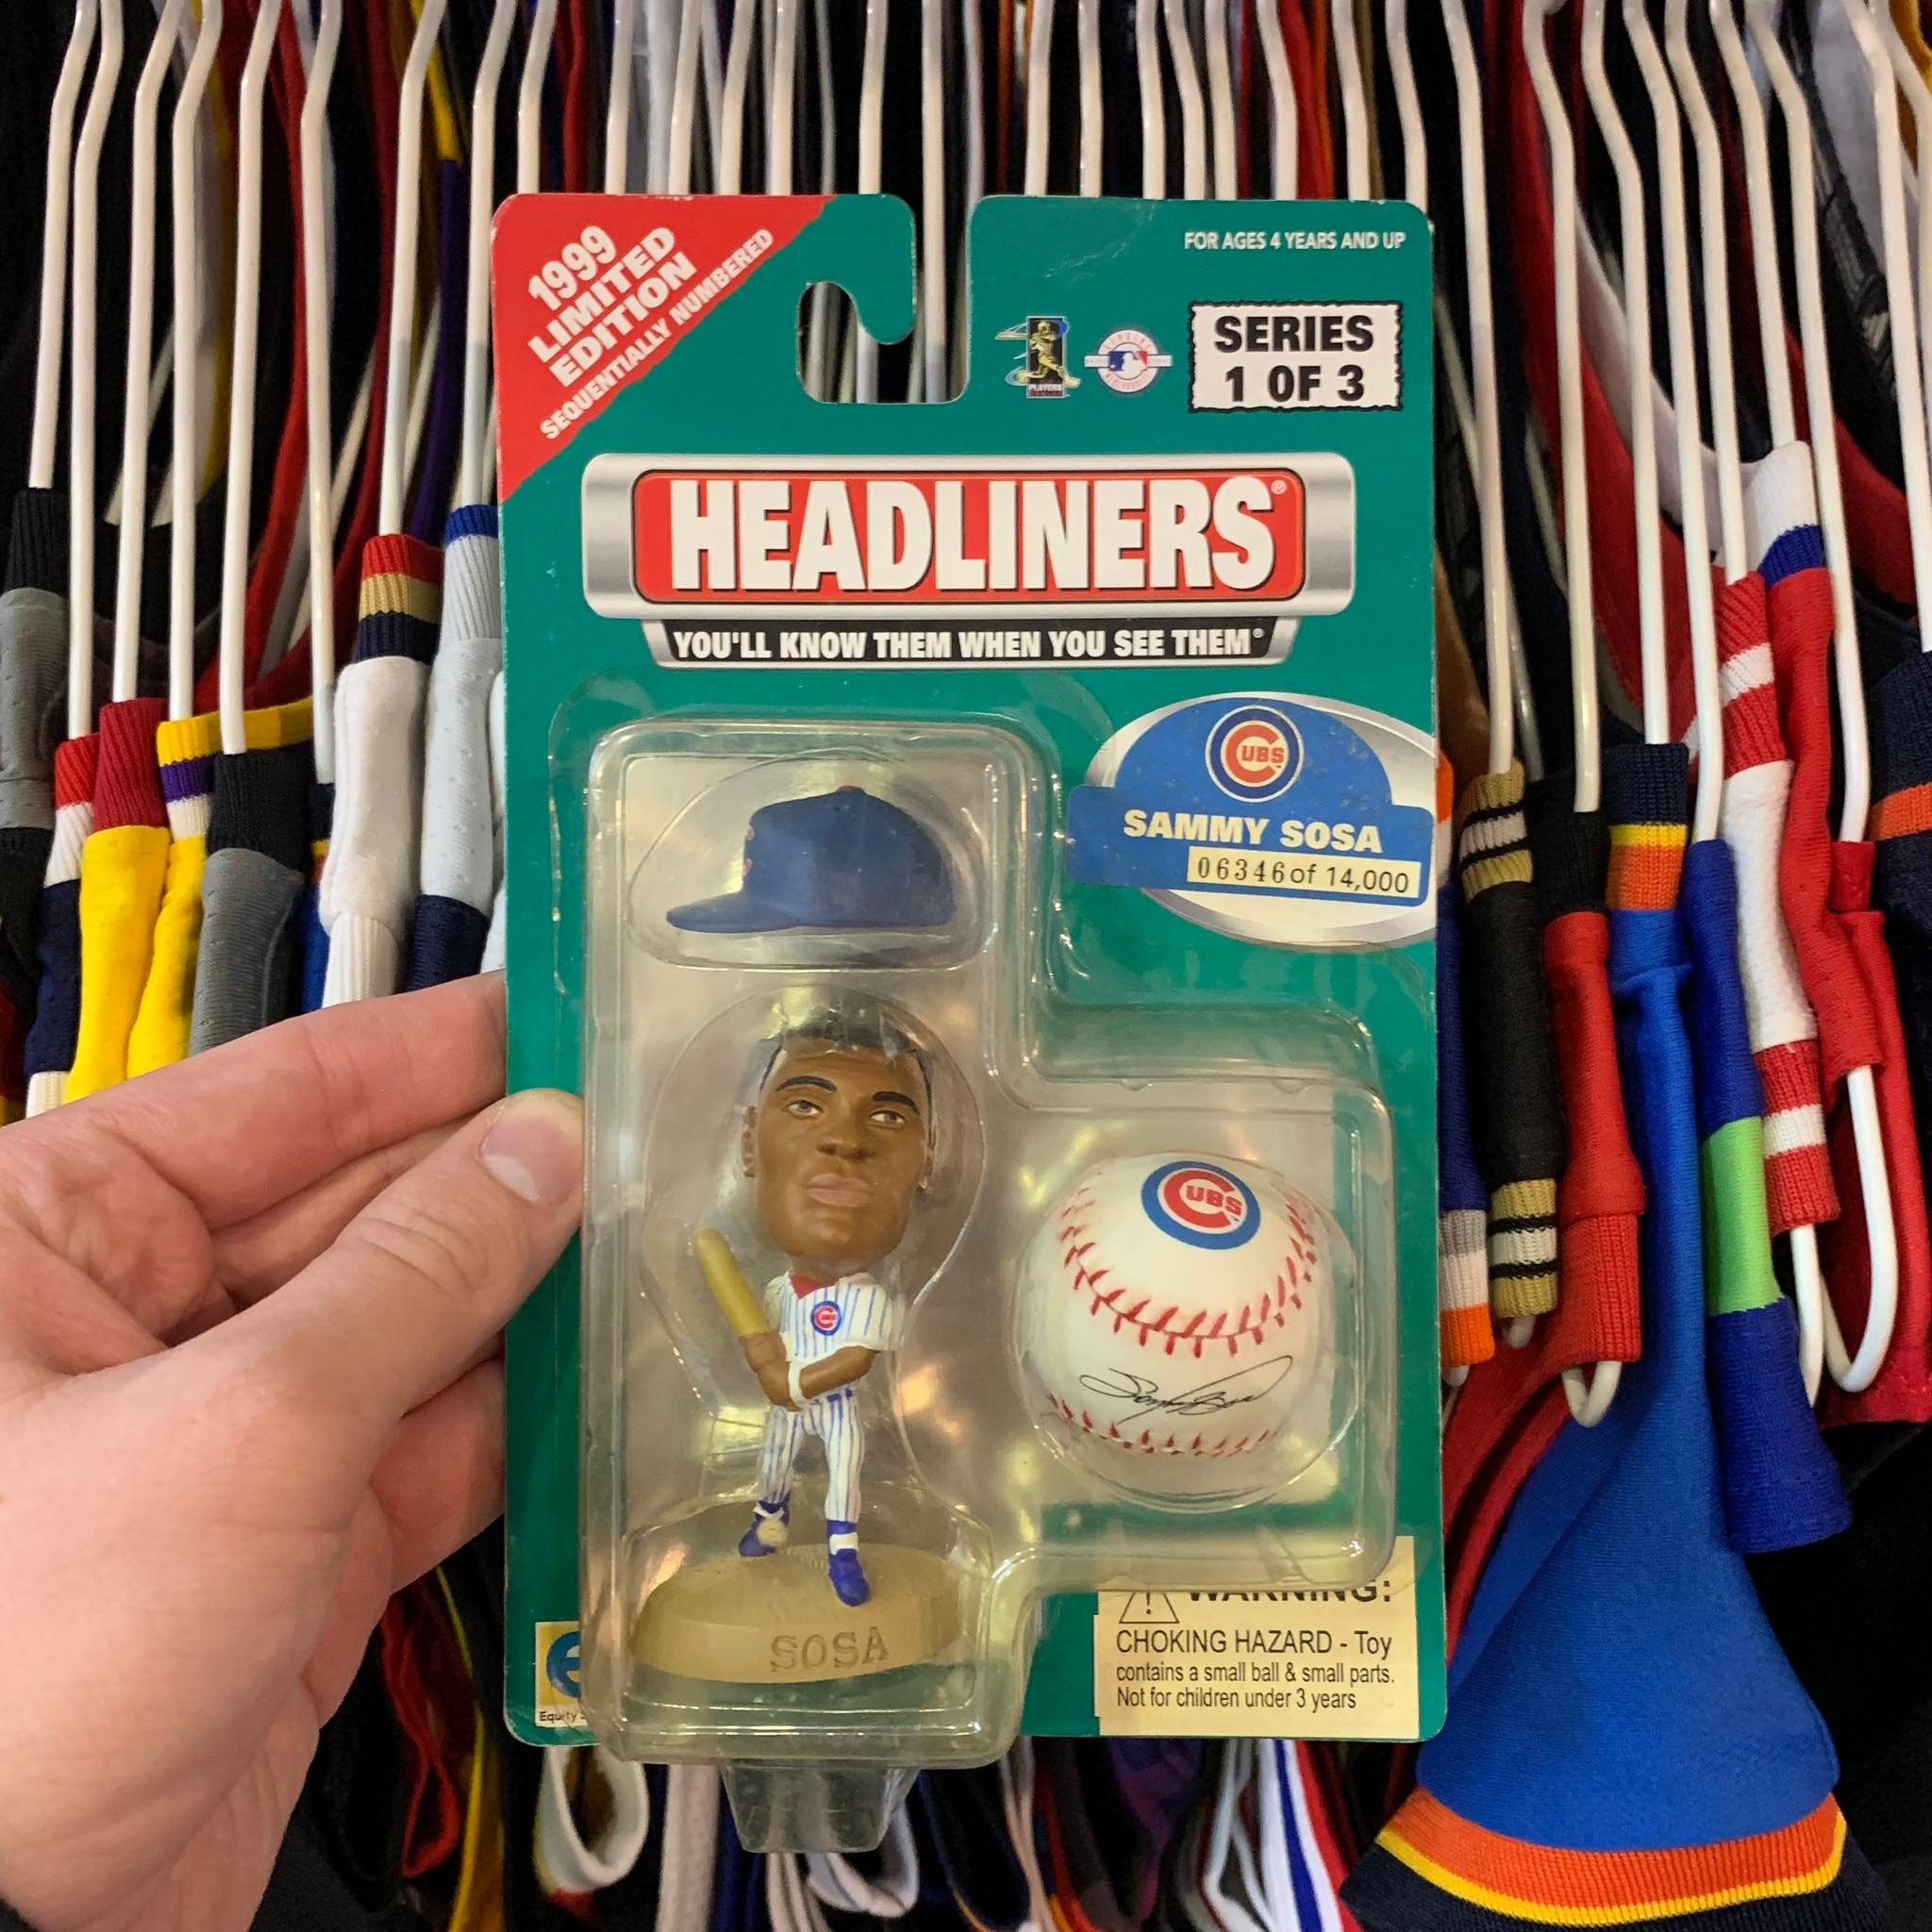 1999
LIMITED
EDITION
SEQUENTIALLY NUMBERED
FOR AGES 4 YEARS AND UP
PLAYERS
SERIES
1 OF 3
HEADLINERS®
YOU'LL KNOW THEM WHEN YOU SEE THEM®
CUBS
SAMMY SOSA
06346 of 14,000
CUBS
C
SOSA
WARNING:
CHOKING HAZARD - Toy
contains a small ball & small parts.
Not for children under 3 years
e
Equity